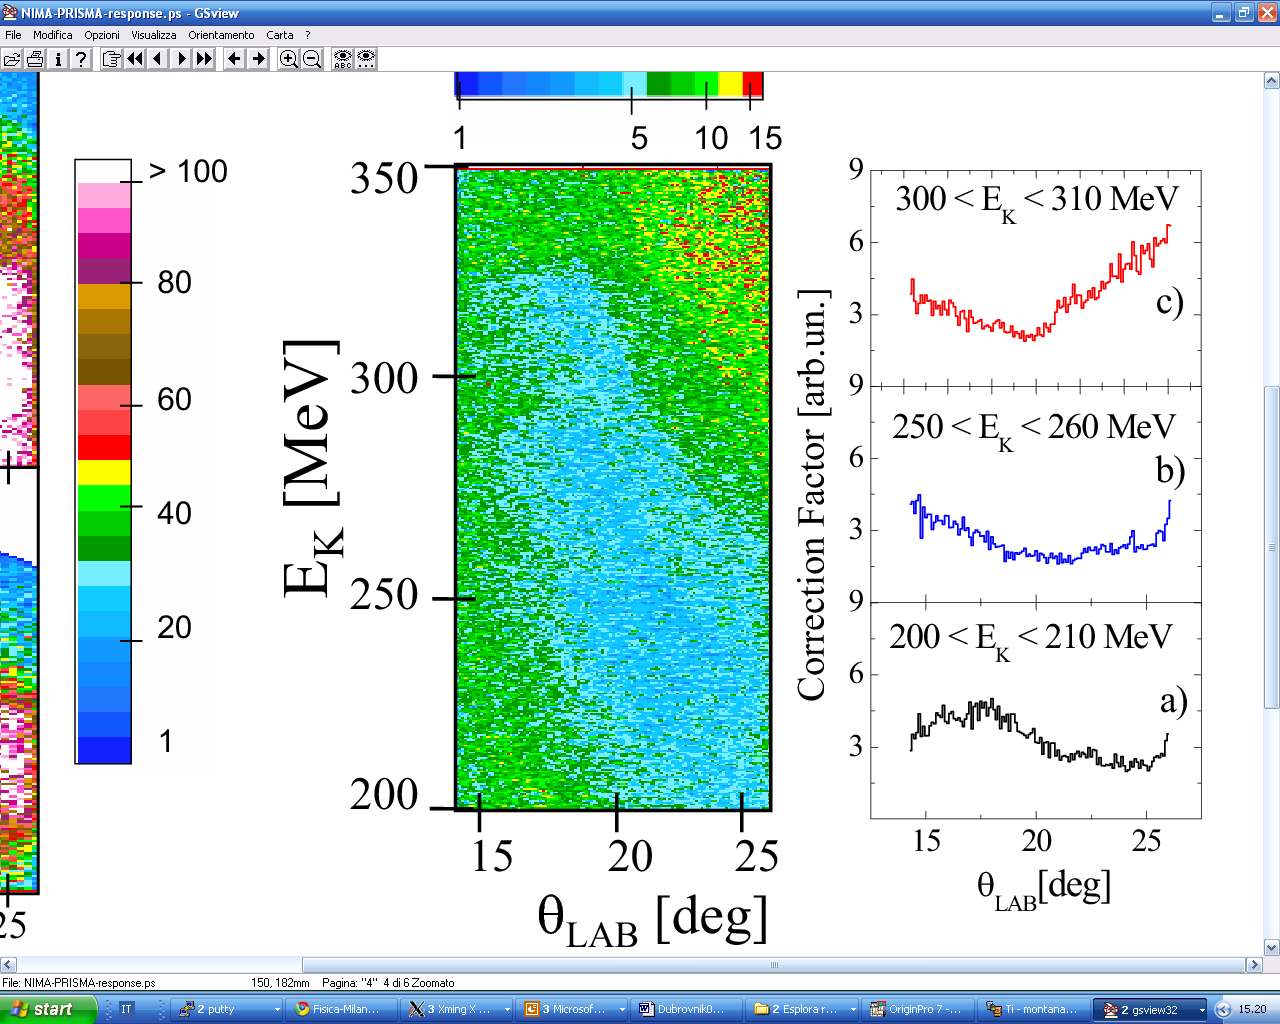 NIMA-PRISMA-response.ps - GSview
File Modifica Opzioni Visualizza Orientamento Carta ?
ABC
1 5 10 15
> 100
80
60
40
20
1
25
350
300
250
200
E_K [MeV]
15 20 25
θ_LAB [deg]
Correction Factor [arb.un.]
9
300 < E_K < 310 MeV
6
c)
3
9
250 < E_K < 260 MeV
6
b)
3
9
200 < E_K < 210 MeV
6
a)
3
15 20 25
θ_LAB[deg]
File: NIMA-PRISMA-response.ps 150, 182mm Pagina: "4" 4 di 6 Zoomato
start IT 2 putty Fisica-Milan... 3 Xming X ... 3 Microsof... Dubrovnik0... 2 Esplora r... OriginPro 7 -... Ti - montana... 2 gsview32 15.20